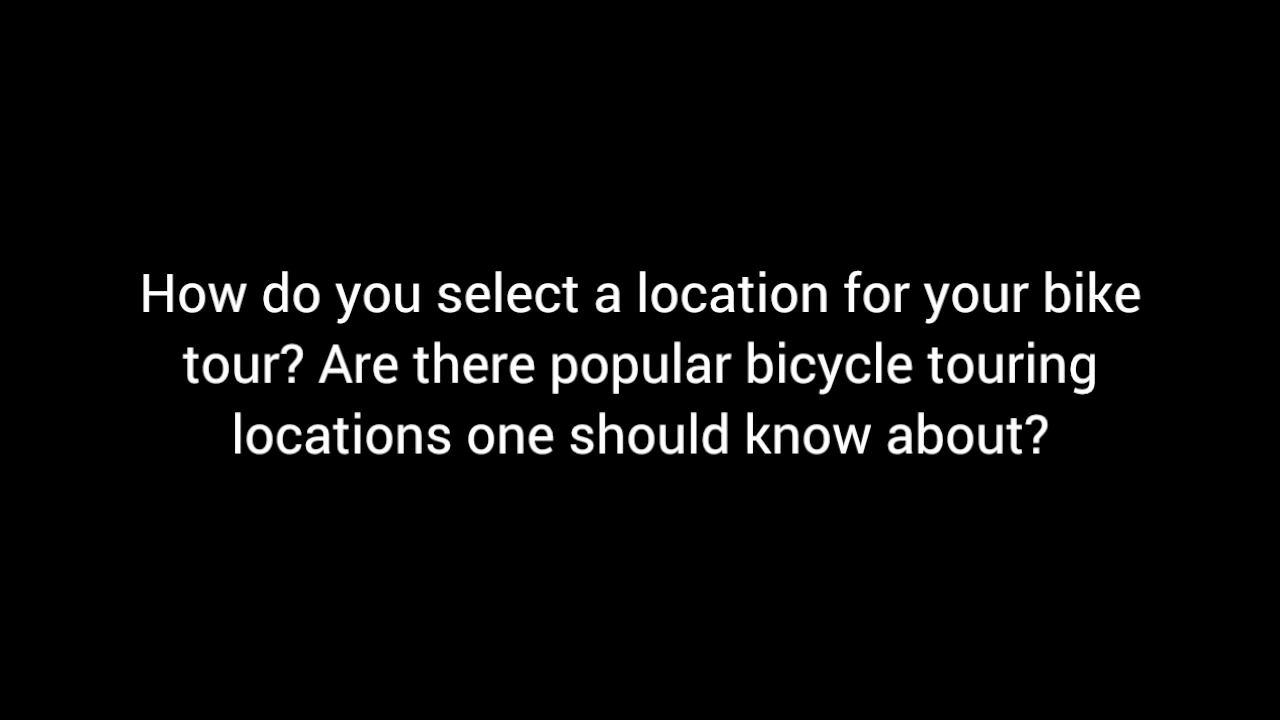 How do you select a location for your bike
tour? Are there popular bicycle touring
locations one should know about?